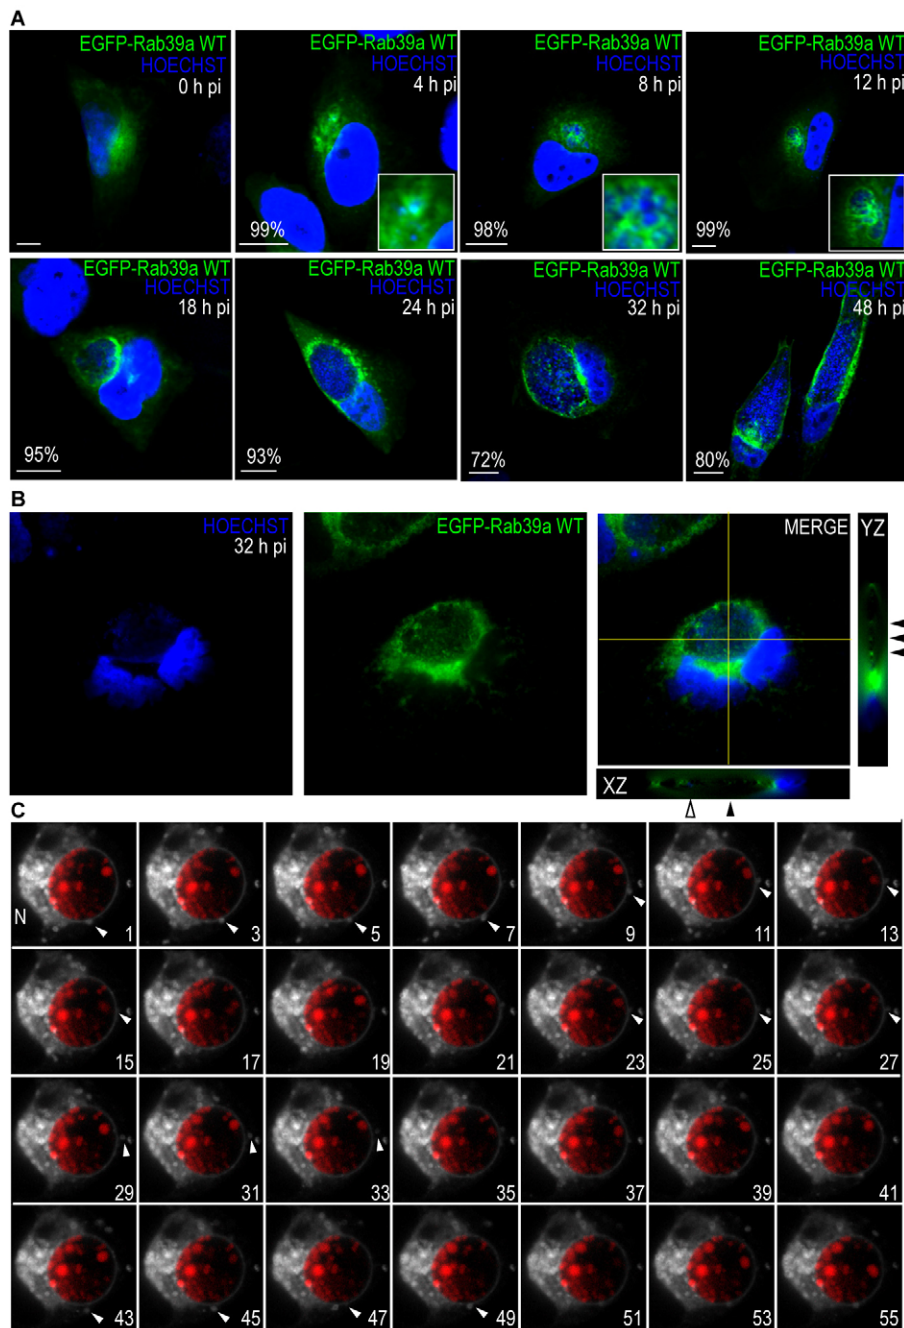 A
EGFP-Rab39a WT
HOECHST
0 h pi
EGFP-Rab39a WT
HOECHST
4 h pi
99%
EGFP-Rab39a WT
HOECHST
8 h pi
98%
EGFP-Rab39a WT
HOECHST
12 h pi
99%
EGFP-Rab39a WT
HOECHST
18 h pi
95%
EGFP-Rab39a WT
HOECHST
24 h pi
93%
EGFP-Rab39a WT
HOECHST
32 h pi
72%
EGFP-Rab39a WT
HOECHST
48 h pi
80%
B
HOECHST
32 h pi
EGFP-Rab39a WT
MERGE
YZ
XZ
C
N
1
3
5
7
9
11
13
15
17
19
21
23
25
27
29
31
33
35
37
39
41
43
45
47
49
51
53
55